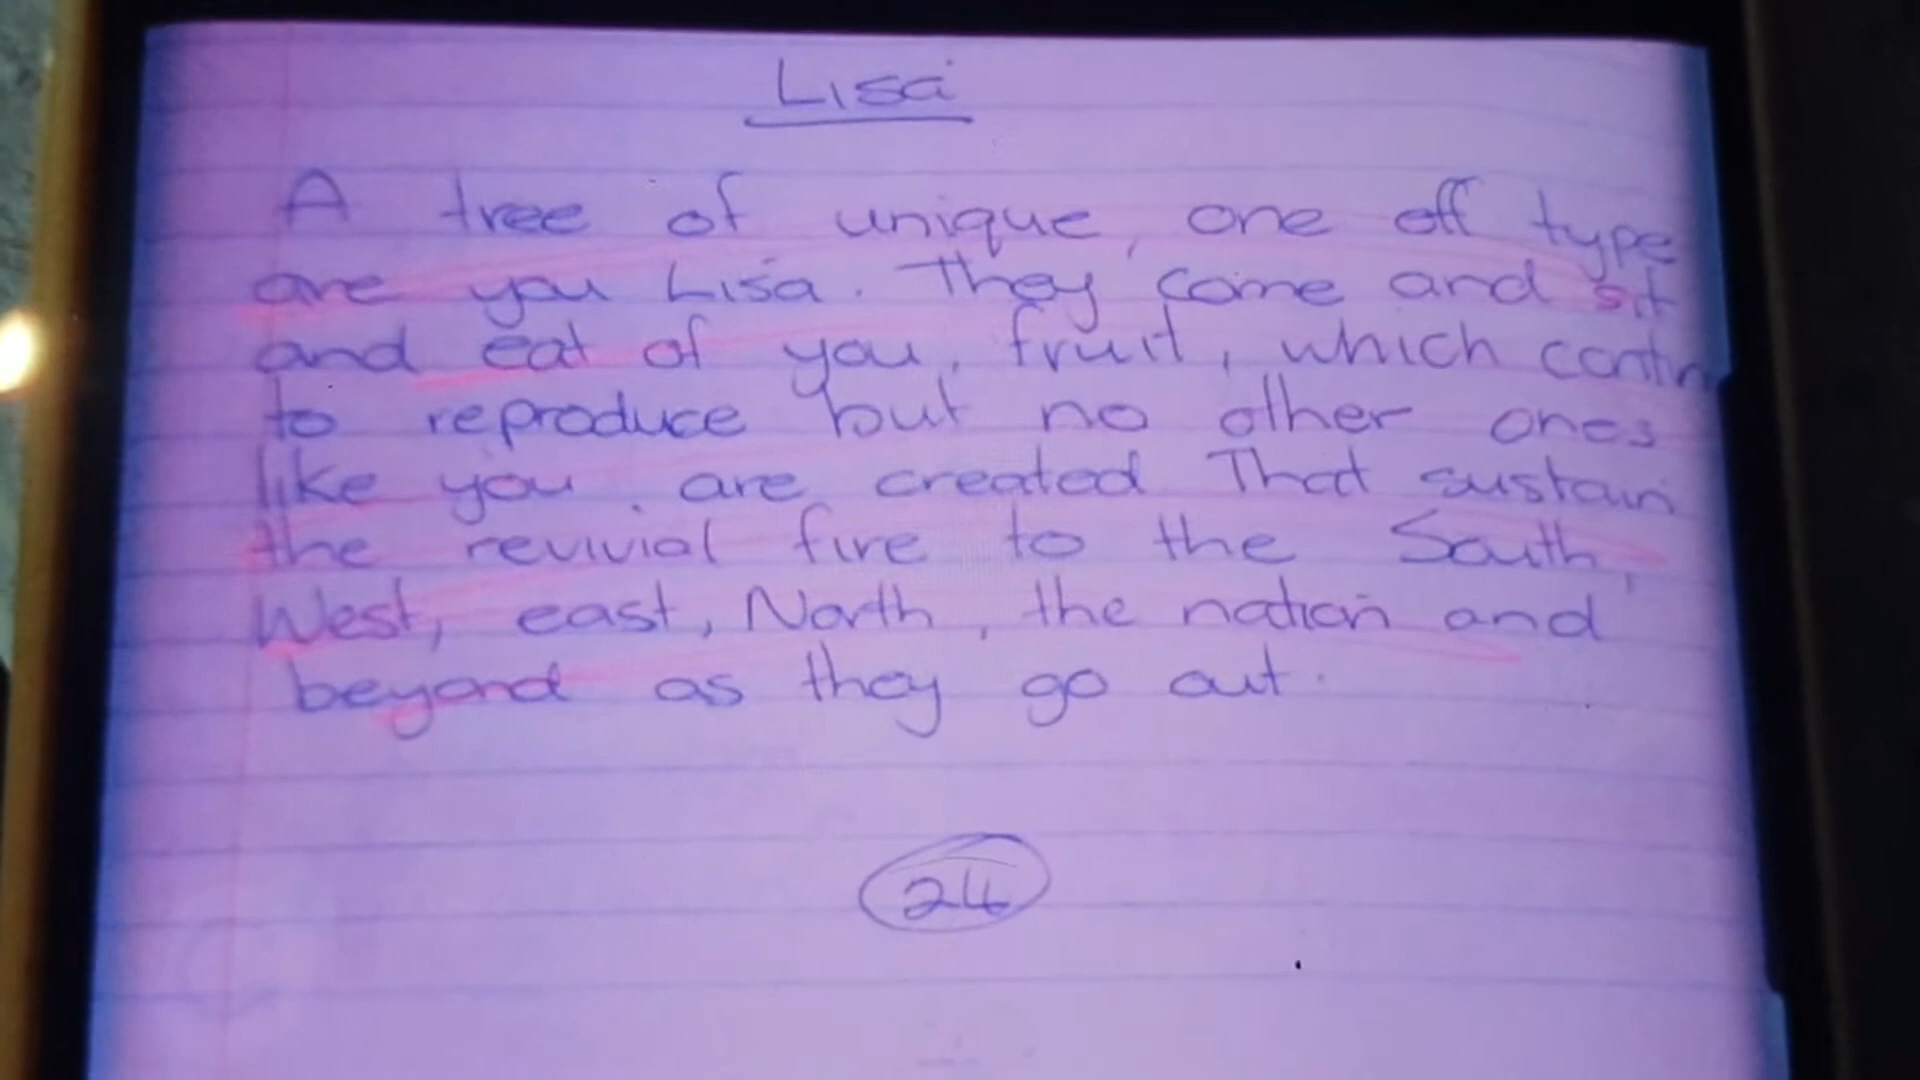 Lisa
A tree of unique, one off type
are you Lisa. They come and sit
and eat of you, fruit, which contin
to reproduce but no other ones
like you are created That sustain
the revivial fire to the South,
West, east, North, the nation and
beyond as they go out.
24